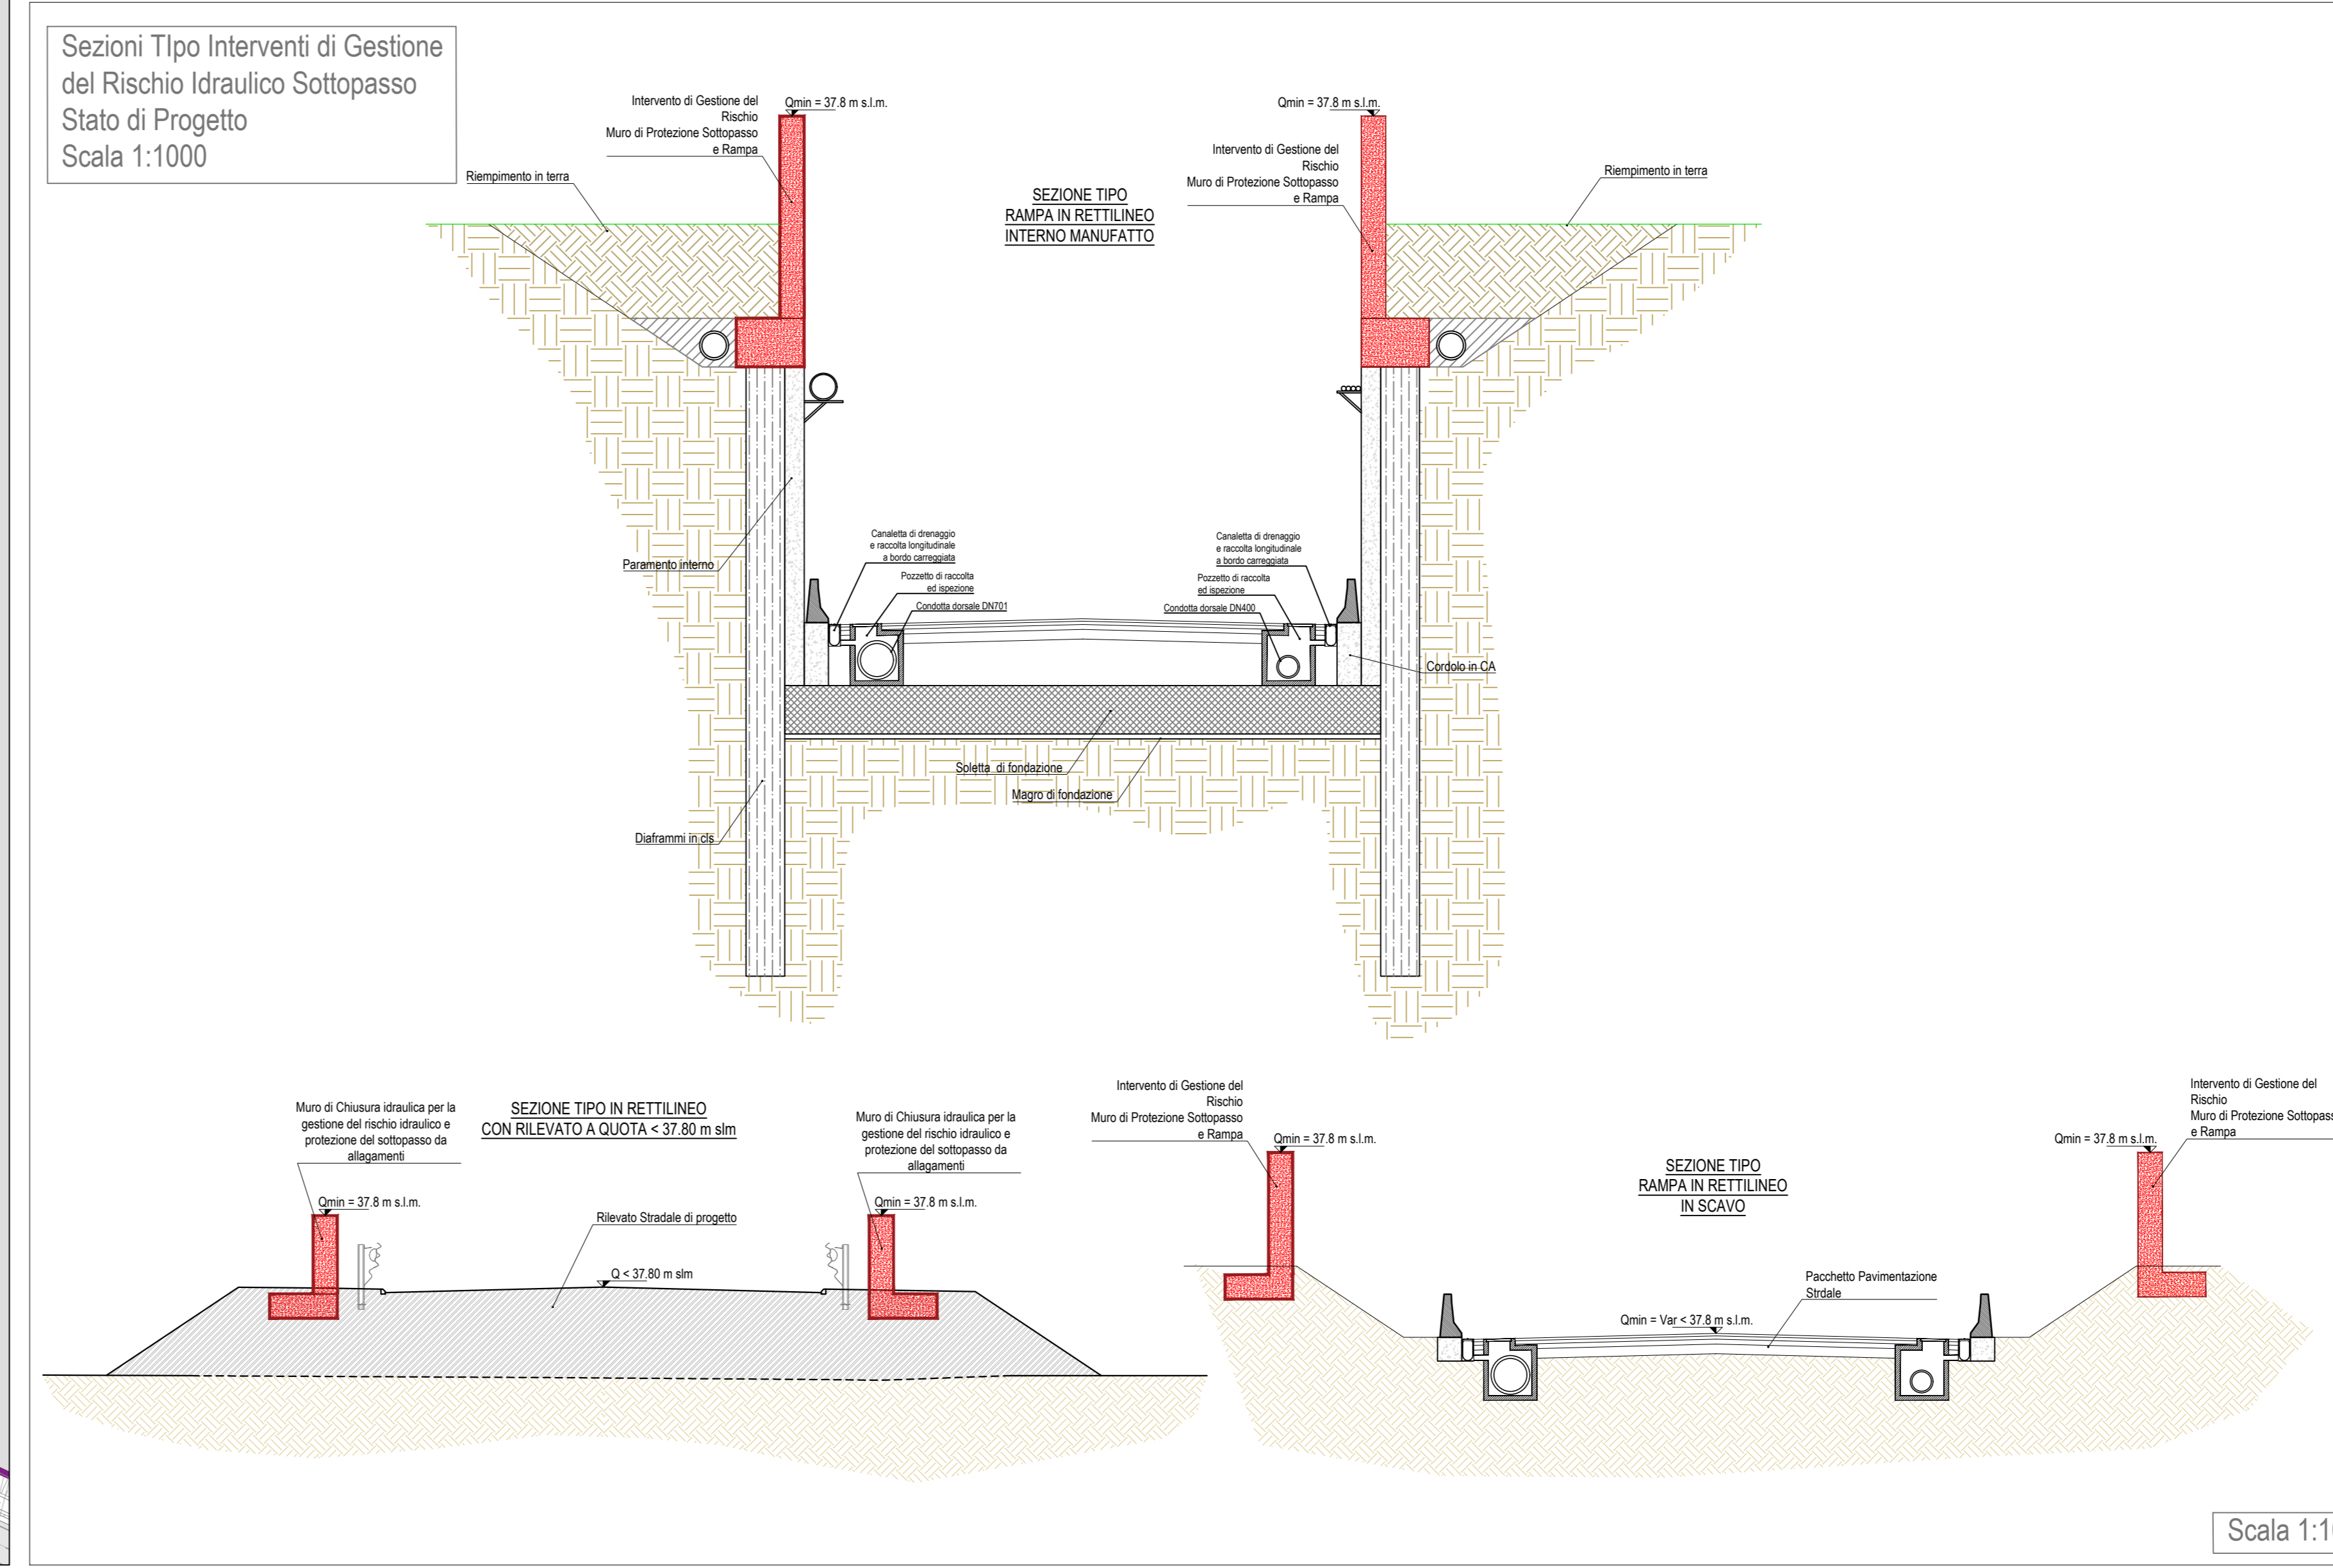 Sezioni TIpo Interventi di Gestione
del Rischio Idraulico Sottopasso
Stato di Progetto
Scala 1:1000
Intervento di Gestione del
Rischio
Muro di Protezione Sottopasso
e Rampa
Qmin = 37.8 m s.l.m.
Riempimento in terra
SEZIONE TIPO
RAMPA IN RETTILINEO
INTERNO MANUFATTO
Qmin = 37.8 m s.l.m.
Intervento di Gestione del
Rischio
Muro di Protezione Sottopasso
e Rampa
Riempimento in terra
Paramento interno
Canaletta di drenaggio
e raccolta longitudinale
a bordo carreggiata
Pozzetto di raccolta
ed ispezione
Condotta dorsale DN701
Canaletta di drenaggio
e raccolta longitudinale
a bordo carreggiata
Pozzetto di raccolta
ed ispezione
Condotta dorsale DN400
Cordolo in CA
Soletta di fondazione
Magro di fondazione
Diaframmi in cls
Muro di Chiusura idraulica per la
gestione del rischio idraulico e
protezione del sottopasso da
allagamenti
Qmin = 37.8 m s.l.m.
SEZIONE TIPO IN RETTILINEO
CON RILEVATO A QUOTA < 37.80 m slm
Muro di Chiusura idraulica per la
gestione del rischio idraulico e
protezione del sottopasso da
allagamenti
Qmin = 37.8 m s.l.m.
Rilevato Stradale di progetto
Q < 37.80 m slm
Intervento di Gestione del
Rischio
Muro di Protezione Sottopasso
e Rampa
Qmin = 37.8 m s.l.m.
SEZIONE TIPO
RAMPA IN RETTILINEO
IN SCAVO
Qmin = 37.8 m s.l.m.
Intervento di Gestione del
Rischio
Muro di Protezione
e Rampa
Pacchetto Pavimentazione
Strdale
Qmin = Var < 37.8 m s.l.m.
Scala